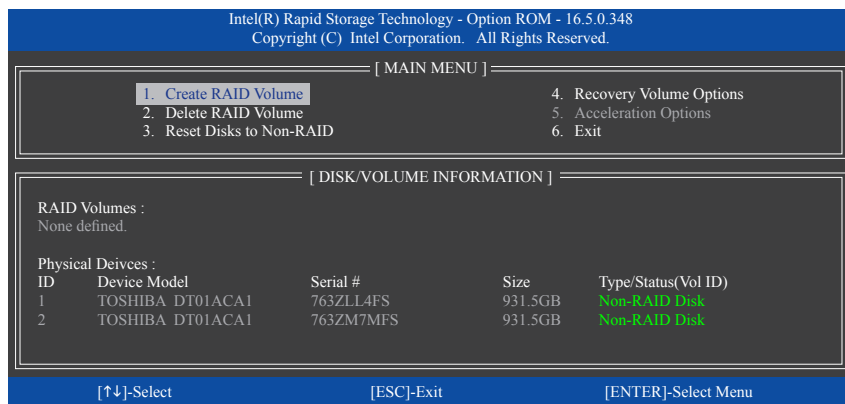 Intel(R) Rapid Storage Technology - Option ROM - 16.5.0.348
Copyright (C) Intel Corporation. All Rights Reserved.
[ MAIN MENU ]
1. Create RAID Volume
2. Delete RAID Volume
3. Reset Disks to Non-RAID
4. Recovery Volume Options
5. Acceleration Options
6. Exit
[ DISK/VOLUME INFORMATION ]
RAID Volumes :
None defined.
Physical Deivces :
ID Device Model Serial # Size Type/Status(Vol ID)
1 TOSHIBA DT01ACA1 763ZLL4FS 931.5GB Non-RAID Disk
2 TOSHIBA DT01ACA1 763ZM7MFS 931.5GB Non-RAID Disk
[↑↓]-Select [ESC]-Exit [ENTER]-Select Menu